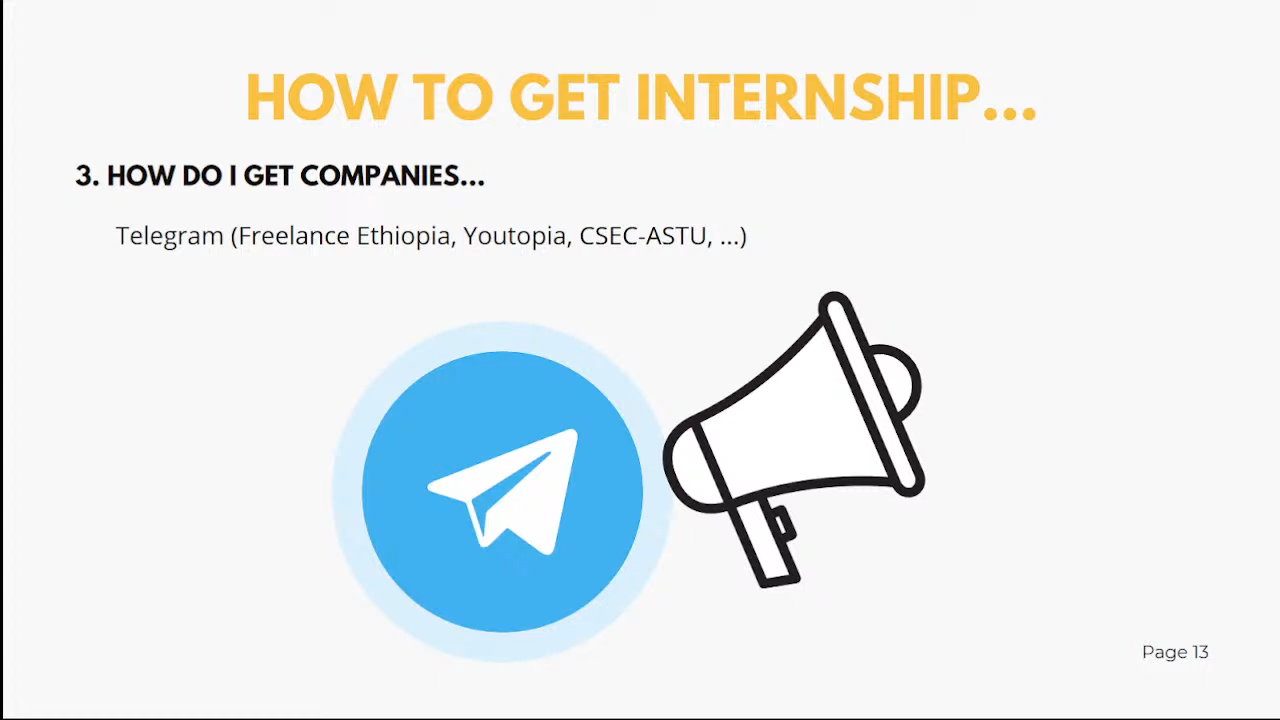 HOW TO GET INTERNSHIP...
3. HOW DO I GET COMPANIES...
Telegram (Freelance Ethiopia, Youtopia, CSEC-ASTU, ...)
Page 13